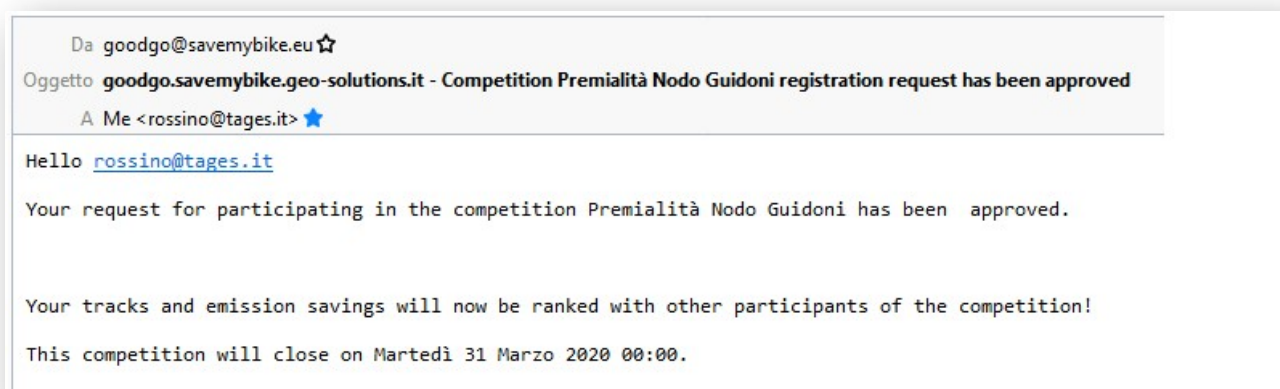 Da goodgo@savemybike.eu
Oggetto goodgo.savemybike.geo-solutions.it - Competition Premialità Nodo Guidoni registration request has been approved
A Me <rossino@tages.it>
Hello rossino@tages.it
Your request for participating in the competition Premialità Nodo Guidoni has been  approved.
Your tracks and emission savings will now be ranked with other participants of the competition!
This competition will close on Martedì 31 Marzo 2020 00:00.